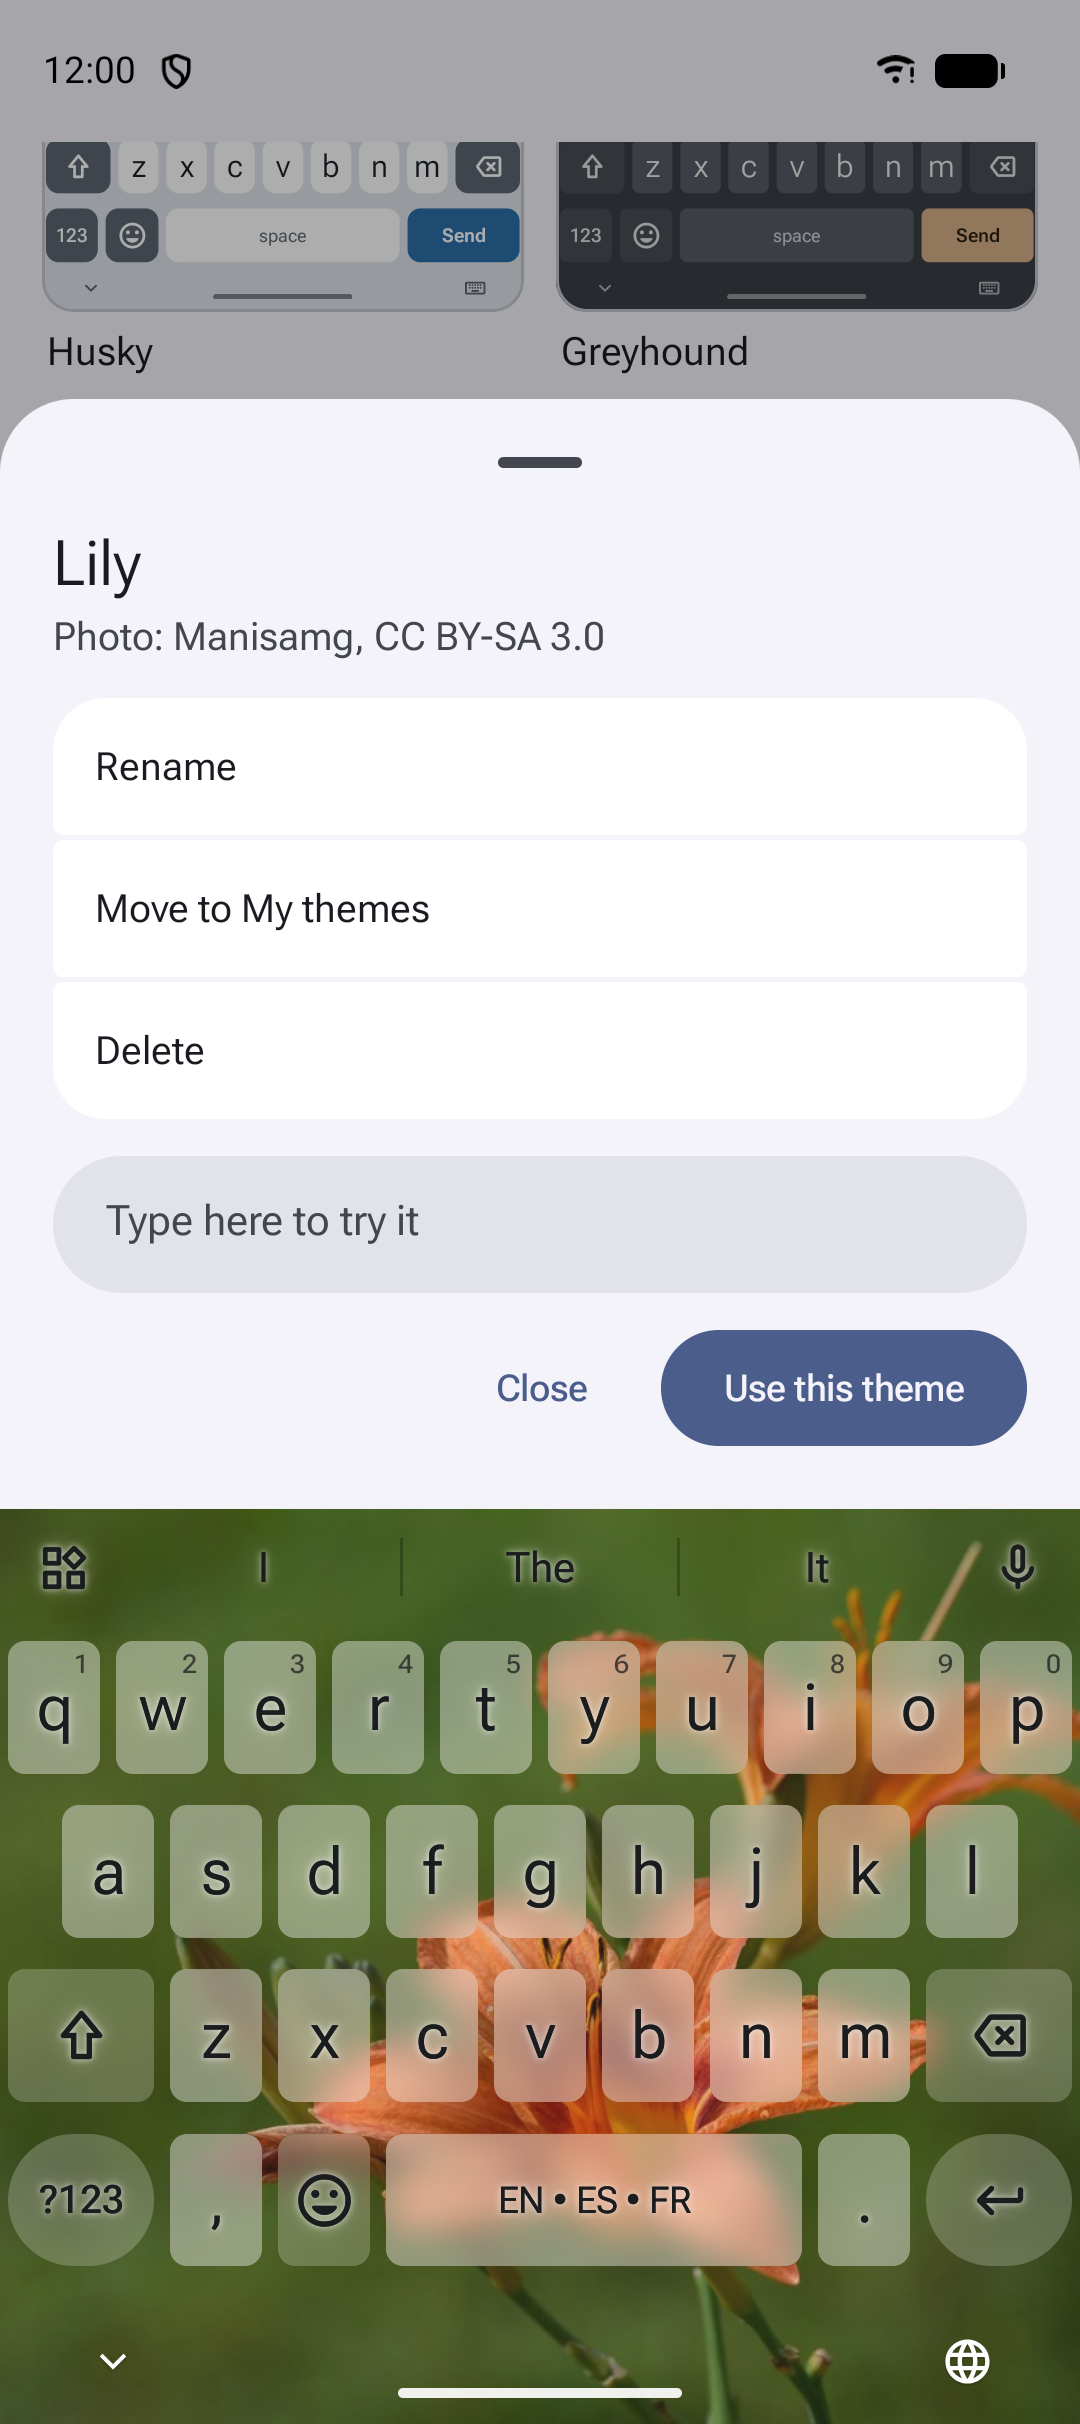 12:00
z x c v b n m
123 space Send
z x c v b n m
123 space Send
Husky
Greyhound
Lily
Photo: Manisamg, CC BY-SA 3.0
Rename
Move to My themes
Delete
Type here to try it
Close
Use this theme
I The It
1 2 3 4 5 6 7 8 9 0
q w e r t y u i o p
a s d f g h j k l
z x c v b n m
?123 , EN • ES • FR .